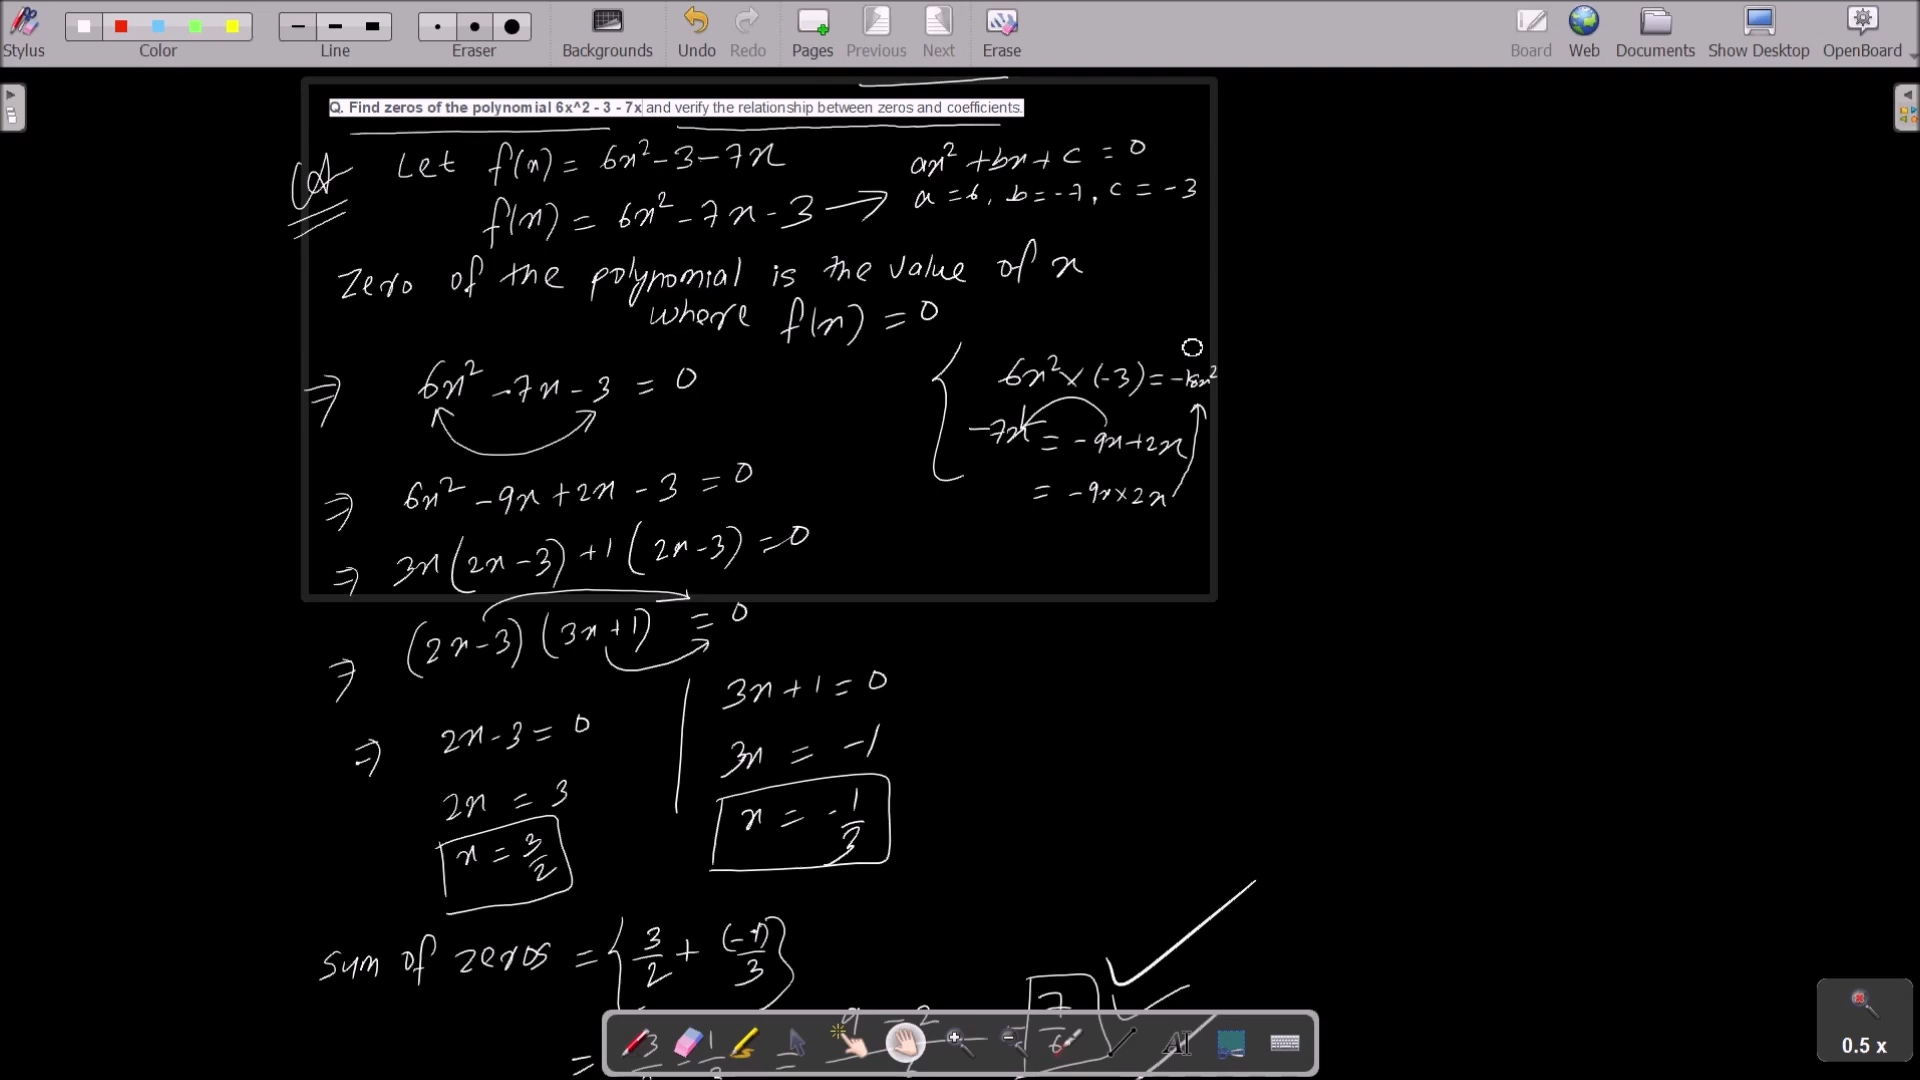 Stylus Color Line Eraser Backgrounds Undo Redo Pages Previous Next Erase Board Web Documents Show Desktop OpenBoard
Q. Find zeros of the polynomial 6x^2 - 3 - 7x and verify the relationship between zeros and coefficients.
Let f(x) = 6x² - 3 - 7x
ax² + bx + c = 0
f(x) = 6x² - 7x - 3 →
a = 6, b = -7, c = -3
Zero of the polynomial is the value of x
where f(x) = 0
⇒ 6x² - 7x - 3 = 0
6x² × (-3) = -18x²
-7x = -9x + 2x
= -9x × 2x
⇒ 6x² - 9x + 2x - 3 = 0
⇒ 3x(2x - 3) + 1(2x - 3) = 0
⇒ (2x - 3)(3x + 1) = 0
⇒ 2x - 3 = 0
2x = 3
x = 3/2
3x + 1 = 0
3x = -1
x = -1/3
Sum of zeros = {3/2 + (-1)/3}
7/6
0.5 x